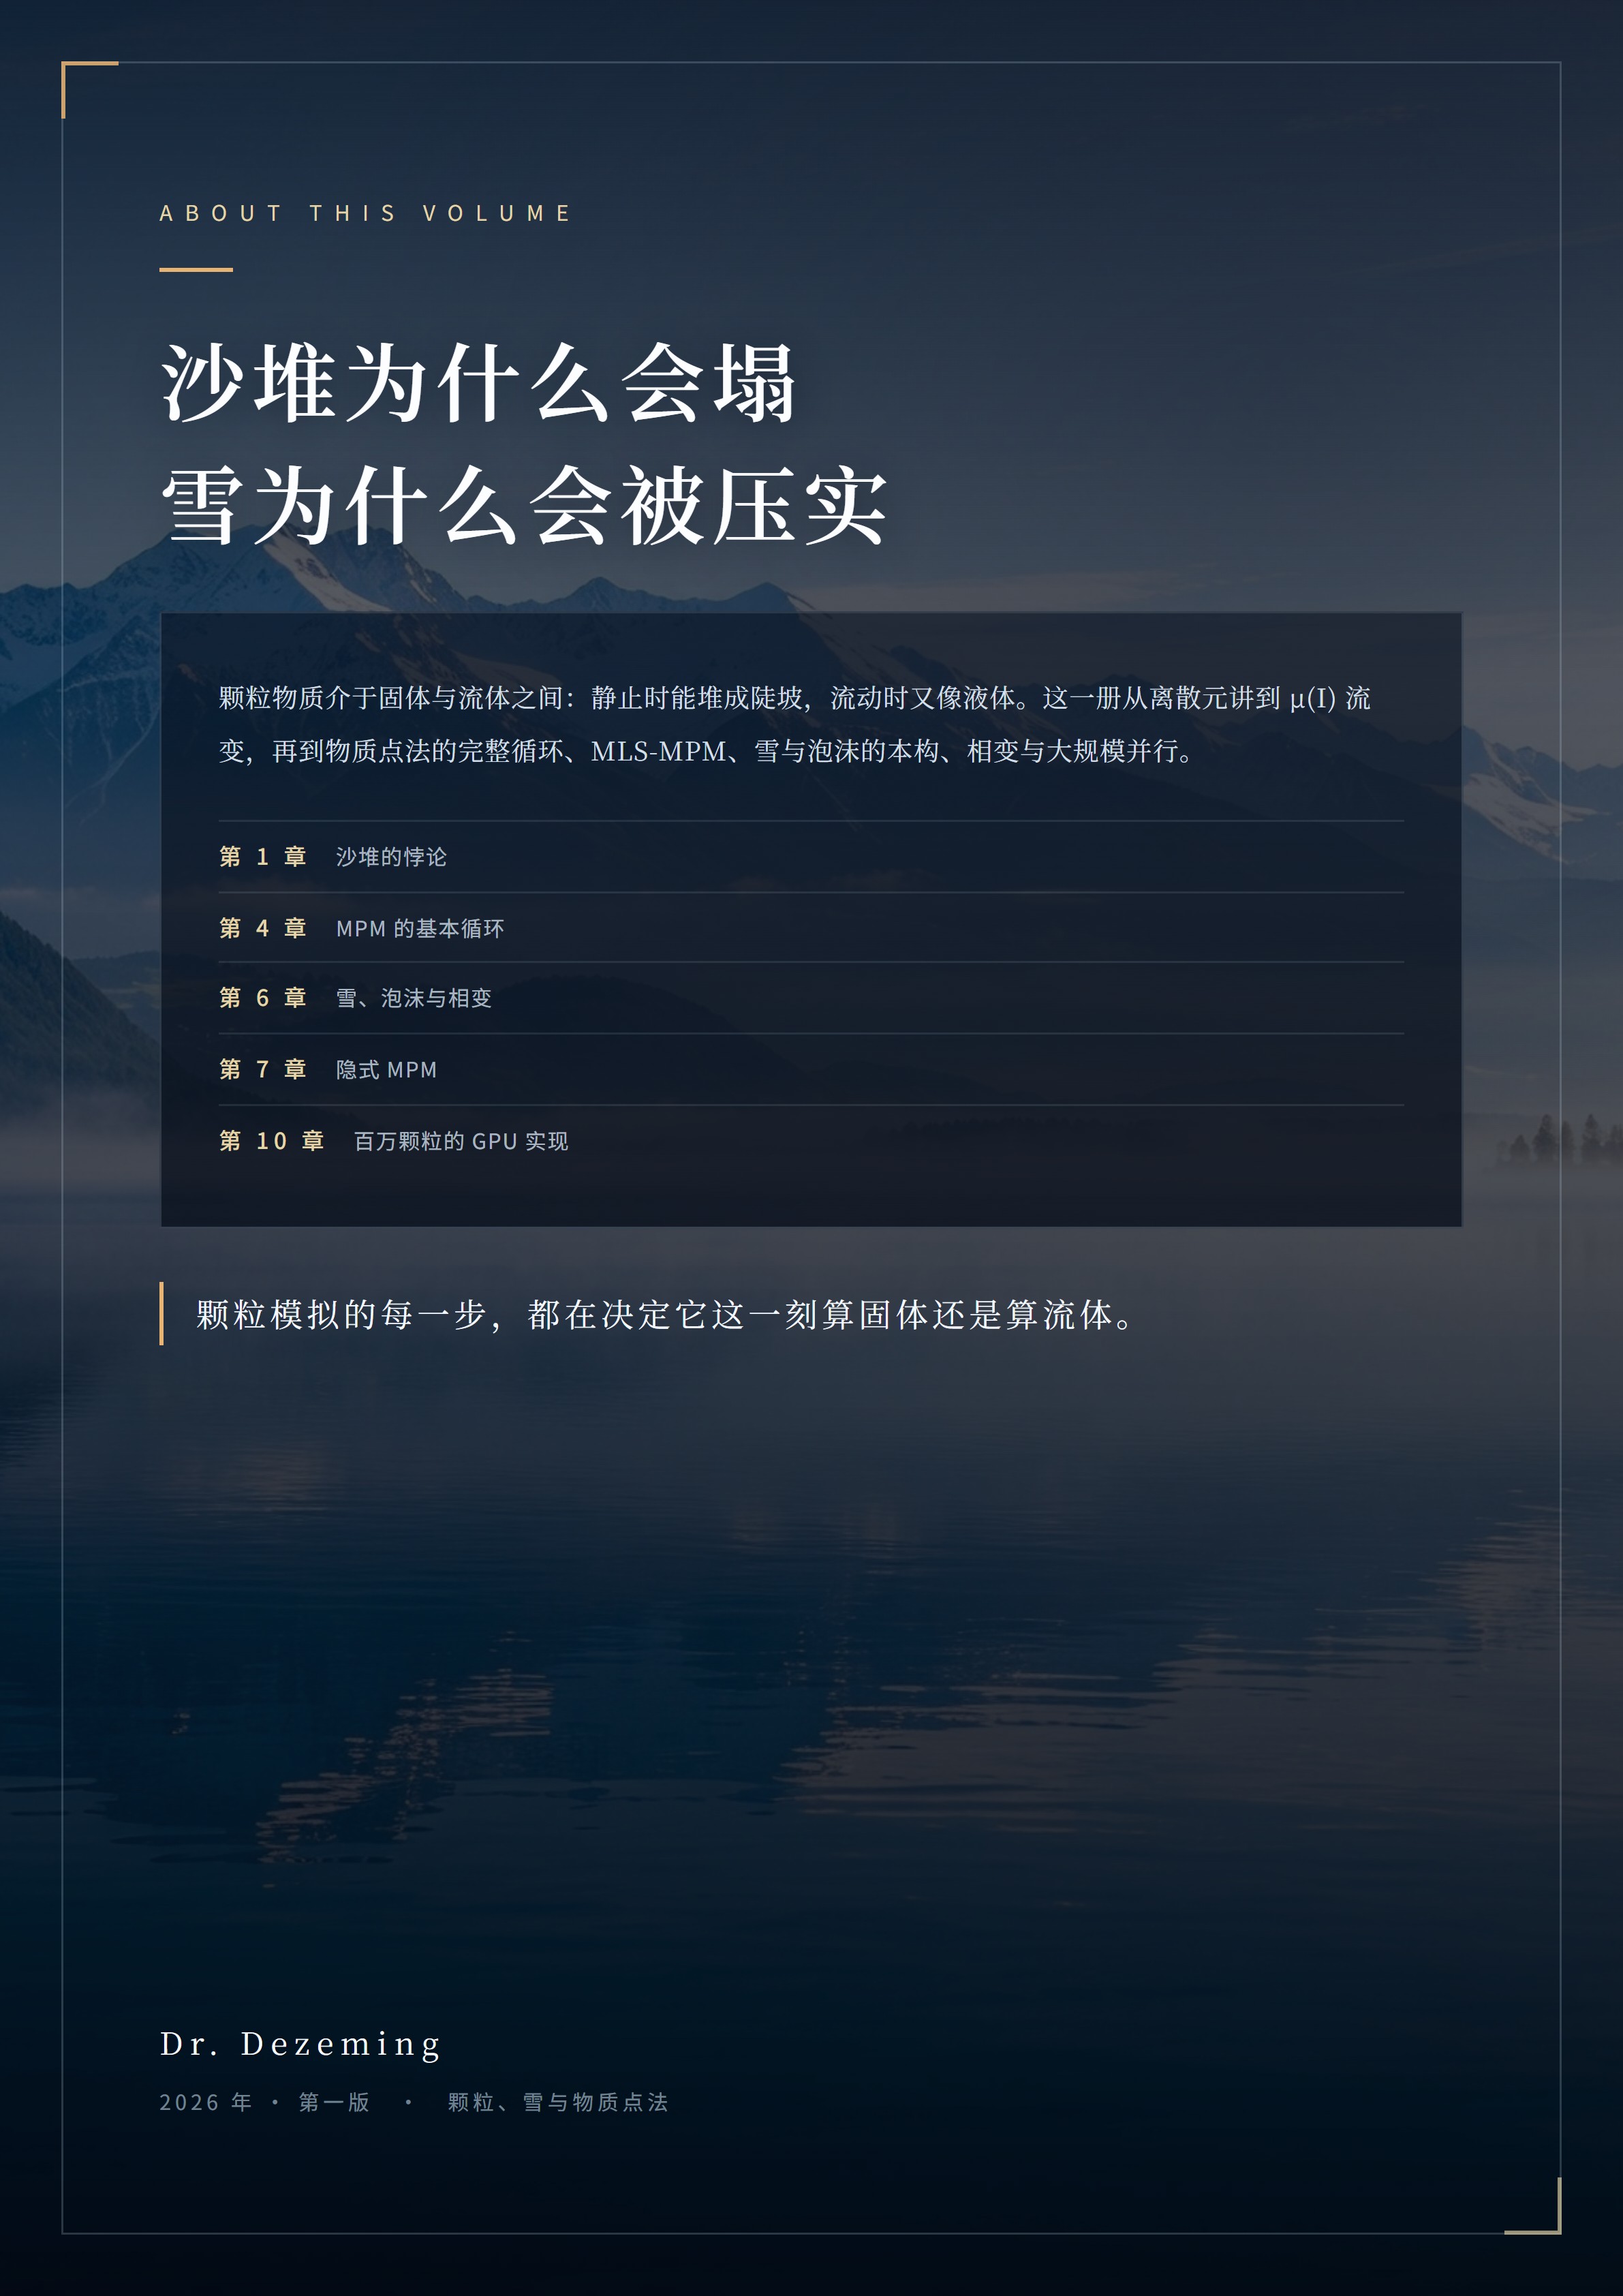 ABOUT THIS VOLUME
沙堆为什么会塌
雪为什么会被压实
颗粒物质介于固体与流体之间：静止时能堆成陡坡，流动时又像液体。这一册从离散元讲到 μ(I) 流
变，再到物质点法的完整循环、MLS-MPM、雪与泡沫的本构、相变与大规模并行。
第 1 章 沙堆的悖论
第 4 章 MPM 的基本循环
第 6 章 雪、泡沫与相变
第 7 章 隐式 MPM
第 10 章 百万颗粒的 GPU 实现
颗粒模拟的每一步，都在决定它这一刻算固体还是算流体。
Dr. Dezeming
2026 年 · 第一版 · 颗粒、雪与物质点法